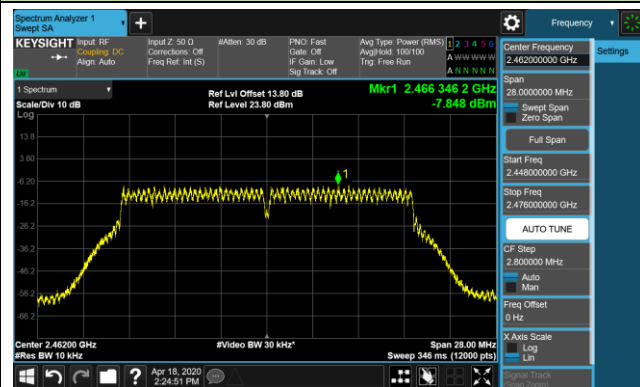 Spectrum Analyzer 1
Swept SA
+
Frequency
KEYSIGHT
Input: RF
Coupling: DC
Align: Auto
Input Z: 50 Ω
Corrections: Off
Freq Ref: Int (S)
#Atten: 30 dB
PNO: Fast
Gate: Off
IF Gain: Low
Sig Track: Off
Avg Type: Power (RMS)
Avg|Hold: 100/100
Trig: Free Run
1 2 3 4 5 6
A W W W W W
A N N N N N
LXI
1 Spectrum
Scale/Div 10 dB
Ref Lvl Offset 13.80 dB
Ref Level 23.80 dBm
Mkr1 2.466 346 2 GHz
-7.848 dBm
Log
13.8
3.80
-6.20
-16.2
-26.2
-36.2
-46.2
-56.2
-66.2
1
Center 2.46200 GHz
#Res BW 10 kHz
#Video BW 30 kHz*
Span 28.00 MHz
Sweep 346 ms (12000 pts)
Apr 18, 2020
2:24:51 PM
Center Frequency
2.462000000 GHz
Settings
Span
28.0000000 MHz
Swept Span
Zero Span
Full Span
Start Freq
2.448000000 GHz
Stop Freq
2.476000000 GHz
AUTO TUNE
CF Step
2.800000 MHz
Auto
Man
Freq Offset
0 Hz
X Axis Scale
Log
Lin
Signal Track
(Span Zoom)